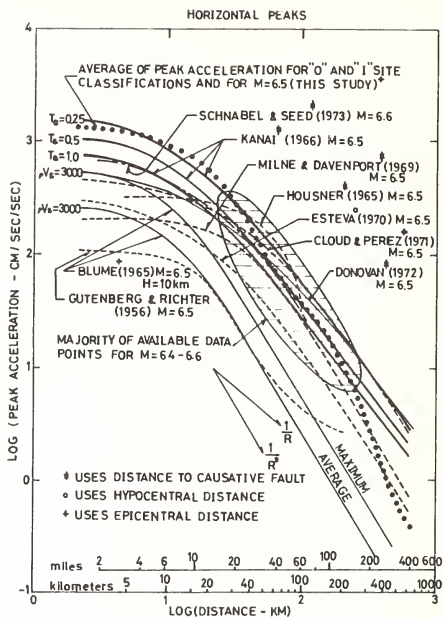 HORIZONTAL PEAKS
4
AVERAGE OF PEAK ACCELERATION FOR "O" AND "I" SITE
CLASSIFICATIONS AND FOR M=6.5 (THIS STUDY)+
SCHNABEL & SEED (1973) M=6.6
KANAI (1966) M=6.5
MILNE & DAVENPORT (1969)
M=6.5
HOUSNER (1965) M=6.5
ESTEVA° (1970) M=6.5
CLOUD & PEREZ (1971)
M=6.5
DONOVAN (1972)
M=6.5
TG=0.25
3
TG=0.5
TG=1.0
ρVS=3000
ρVS=3000
2
BLUME (1965) M=6.5
H=10km
GUTENBERG & RICHTER
(1956) M=6.5
MAJORITY OF AVAILABLE DATA
POINTS FOR M=6.4-6.6
1
1/R
1/R²
MAXIMUM
AVERAGE
0
‡ USES DISTANCE TO CAUSATIVE FAULT
o USES HYPOCENTRAL DISTANCE
+ USES EPICENTRAL DISTANCE
LOG (PEAK ACCELERATION - CM/SEC/SEC)
miles 2 4 6 10 20 40 60 100 200 400 600
kilometers 5 10 20 40 100 200 400 1000
-1
0 1 2 3
LOG(DISTANCE - KM)